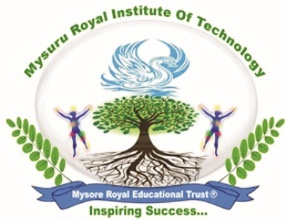 Mysuru Royal Institute Of Technology
Mysore Royal Educational Trust®
Inspiring Success...